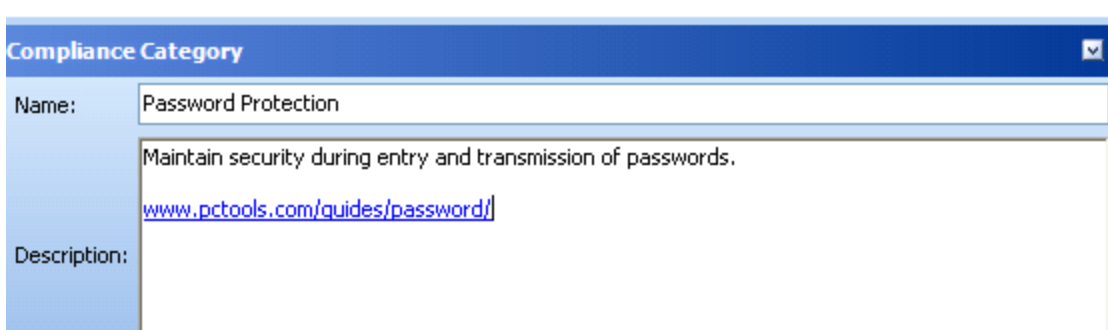 Compliance Category
Name: Password Protection
Maintain security during entry and transmission of passwords.
www.pctools.com/guides/password/
Description: